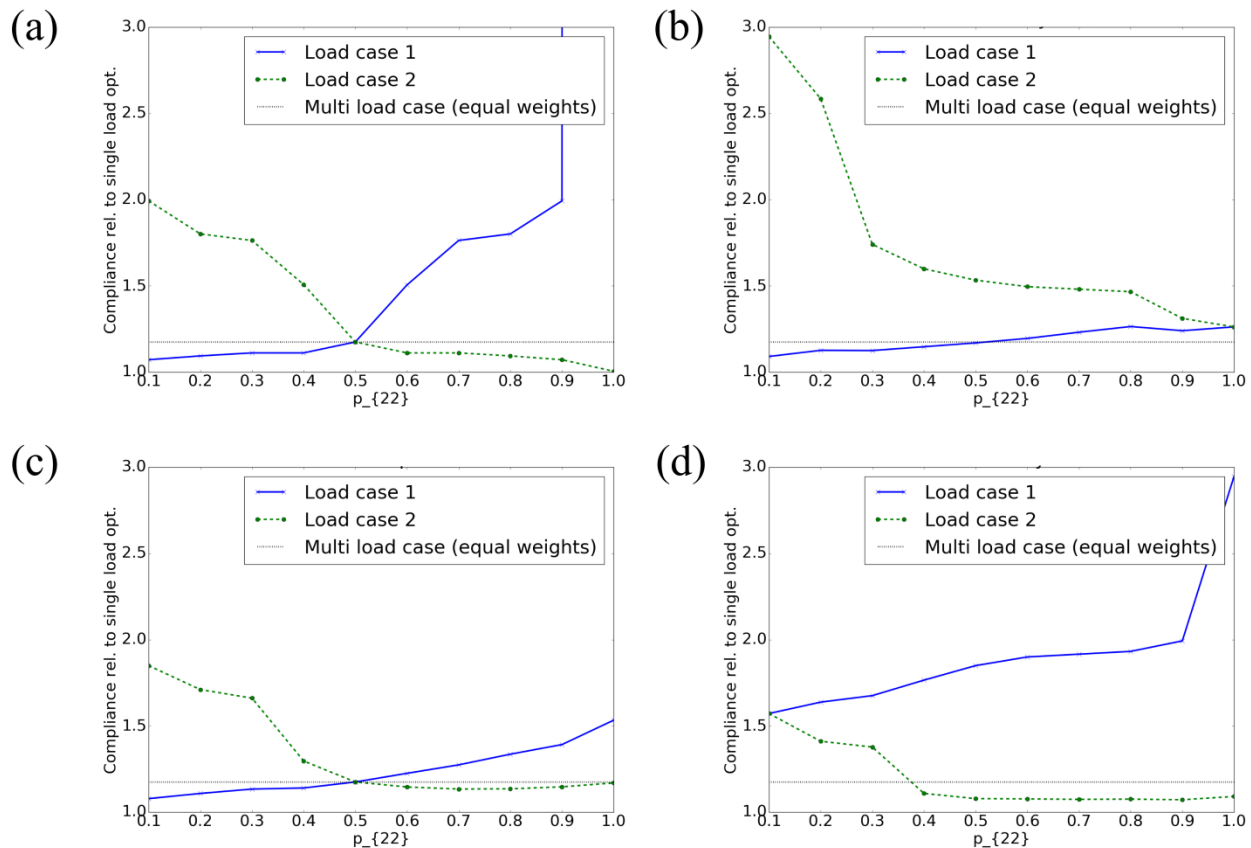 (a)
3.0
2.5
2.0
1.5
1.0
Compliance rel. to single load opt.
Load case 1
Load case 2
Multi load case (equal weights)
0.1 0.2 0.3 0.4 0.5 0.6 0.7 0.8 0.9 1.0
p_{22}
(b)
3.0
2.5
2.0
1.5
1.0
Compliance rel. to single load opt.
Load case 1
Load case 2
Multi load case (equal weights)
0.1 0.2 0.3 0.4 0.5 0.6 0.7 0.8 0.9 1.0
p_{22}
(c)
3.0
2.5
2.0
1.5
1.0
Compliance rel. to single load opt.
Load case 1
Load case 2
Multi load case (equal weights)
0.1 0.2 0.3 0.4 0.5 0.6 0.7 0.8 0.9 1.0
p_{22}
(d)
3.0
2.5
2.0
1.5
1.0
Compliance rel. to single load opt.
Load case 1
Load case 2
Multi load case (equal weights)
0.1 0.2 0.3 0.4 0.5 0.6 0.7 0.8 0.9 1.0
p_{22}